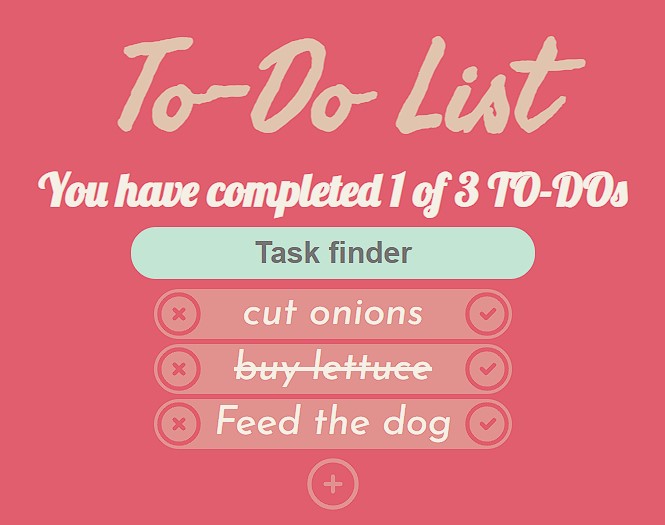 To-Do List
You have completed 1 of 3 TO-DOs
Task finder
cut onions
buy lettuce
Feed the dog